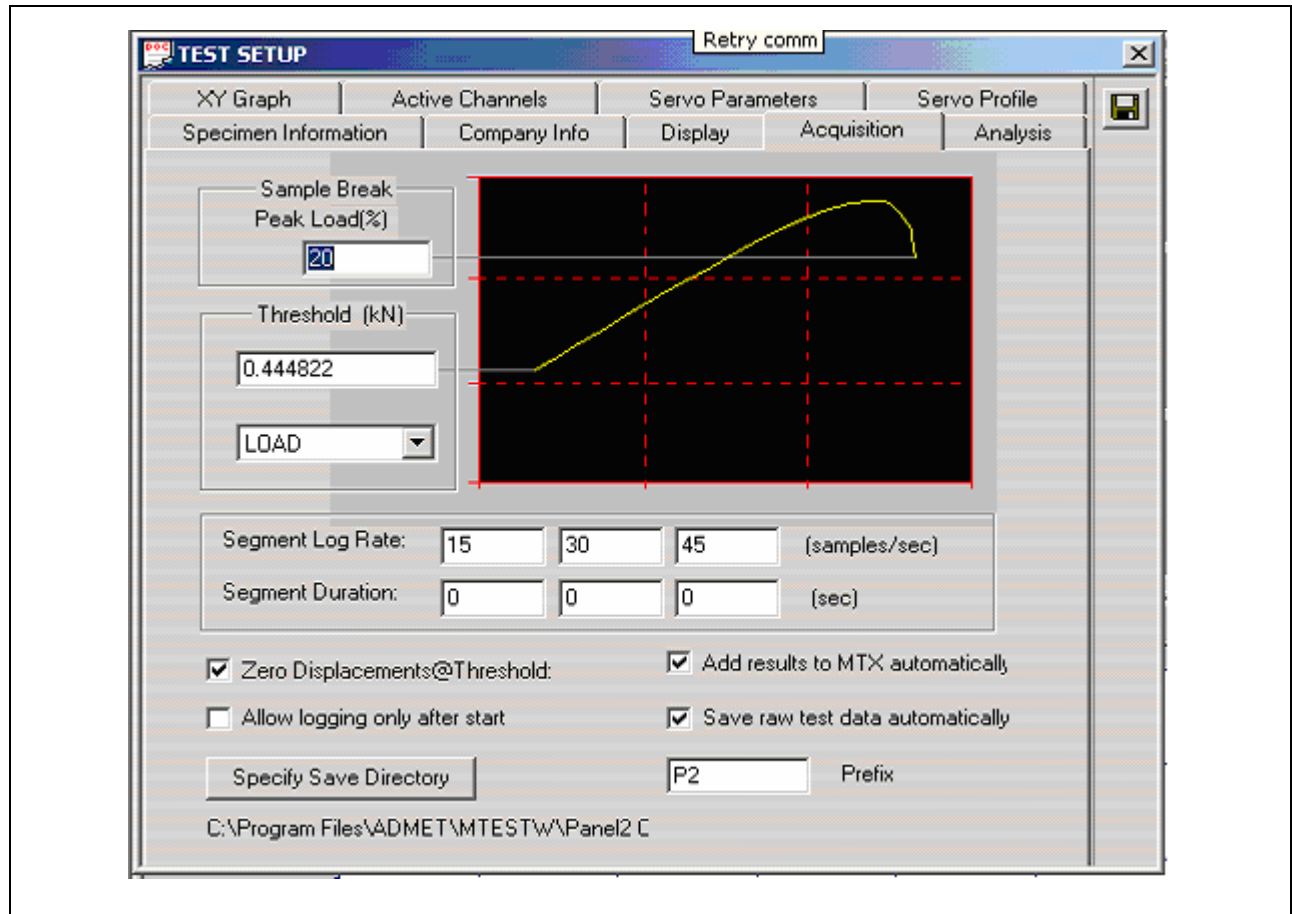 Retry comm
TEST SETUP
XY Graph Active Channels Servo Parameters Servo Profile
Specimen Information Company Info Display Acquisition Analysis
Sample Break
Peak Load(%)
20
Threshold (kN)
0.444822
LOAD
Segment Log Rate: 15 30 45 (samples/sec)
Segment Duration: 0 0 0 (sec)
Zero Displacements@Threshold: Add results to MTX automatically
Allow logging only after start Save raw test data automatically
Specify Save Directory P2 Prefix
C:\Program Files\ADMET\MTESTW\Panel2 C